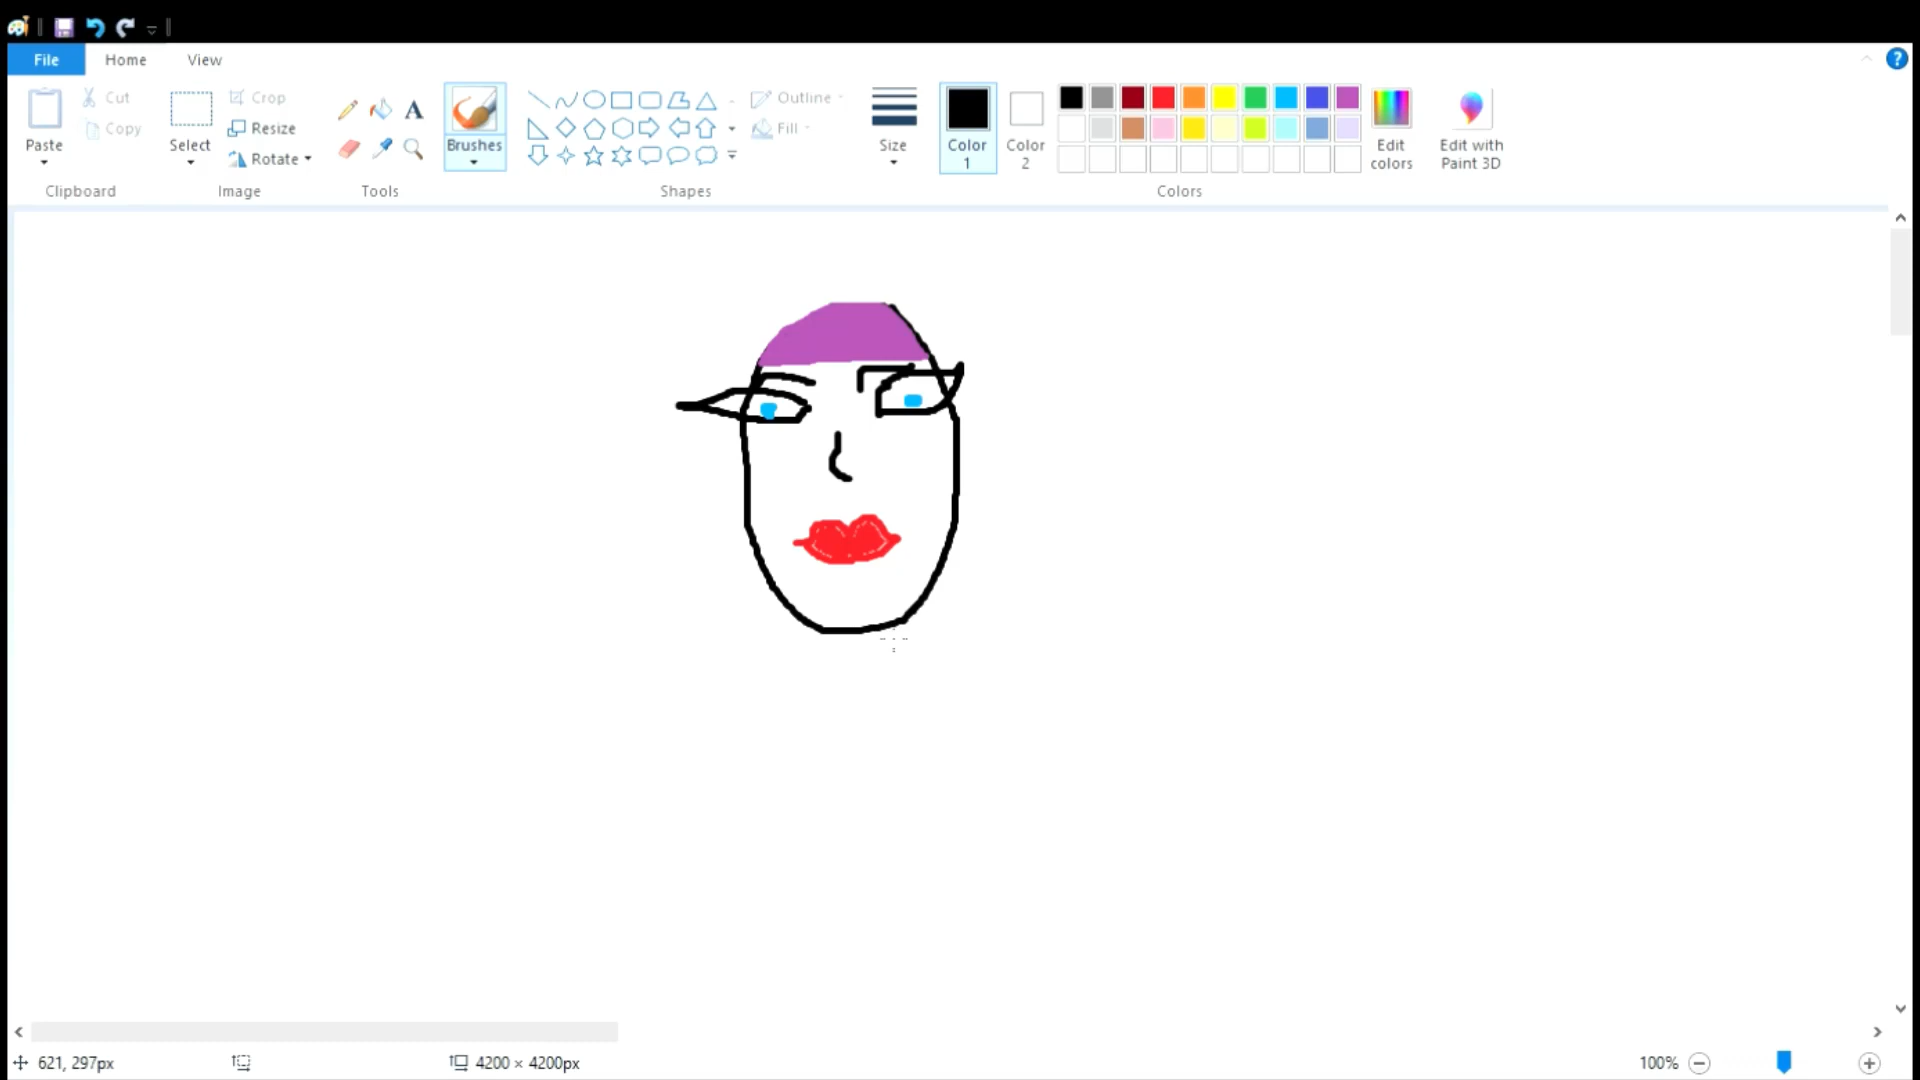 File Home View
Cut Crop Outline
Copy Resize Fill
Paste Select Rotate Brushes Size Color 1 Color 2 Edit colors Edit with Paint 3D
Clipboard Image Tools Shapes Colors
621, 297px 4200 × 4200px 100%